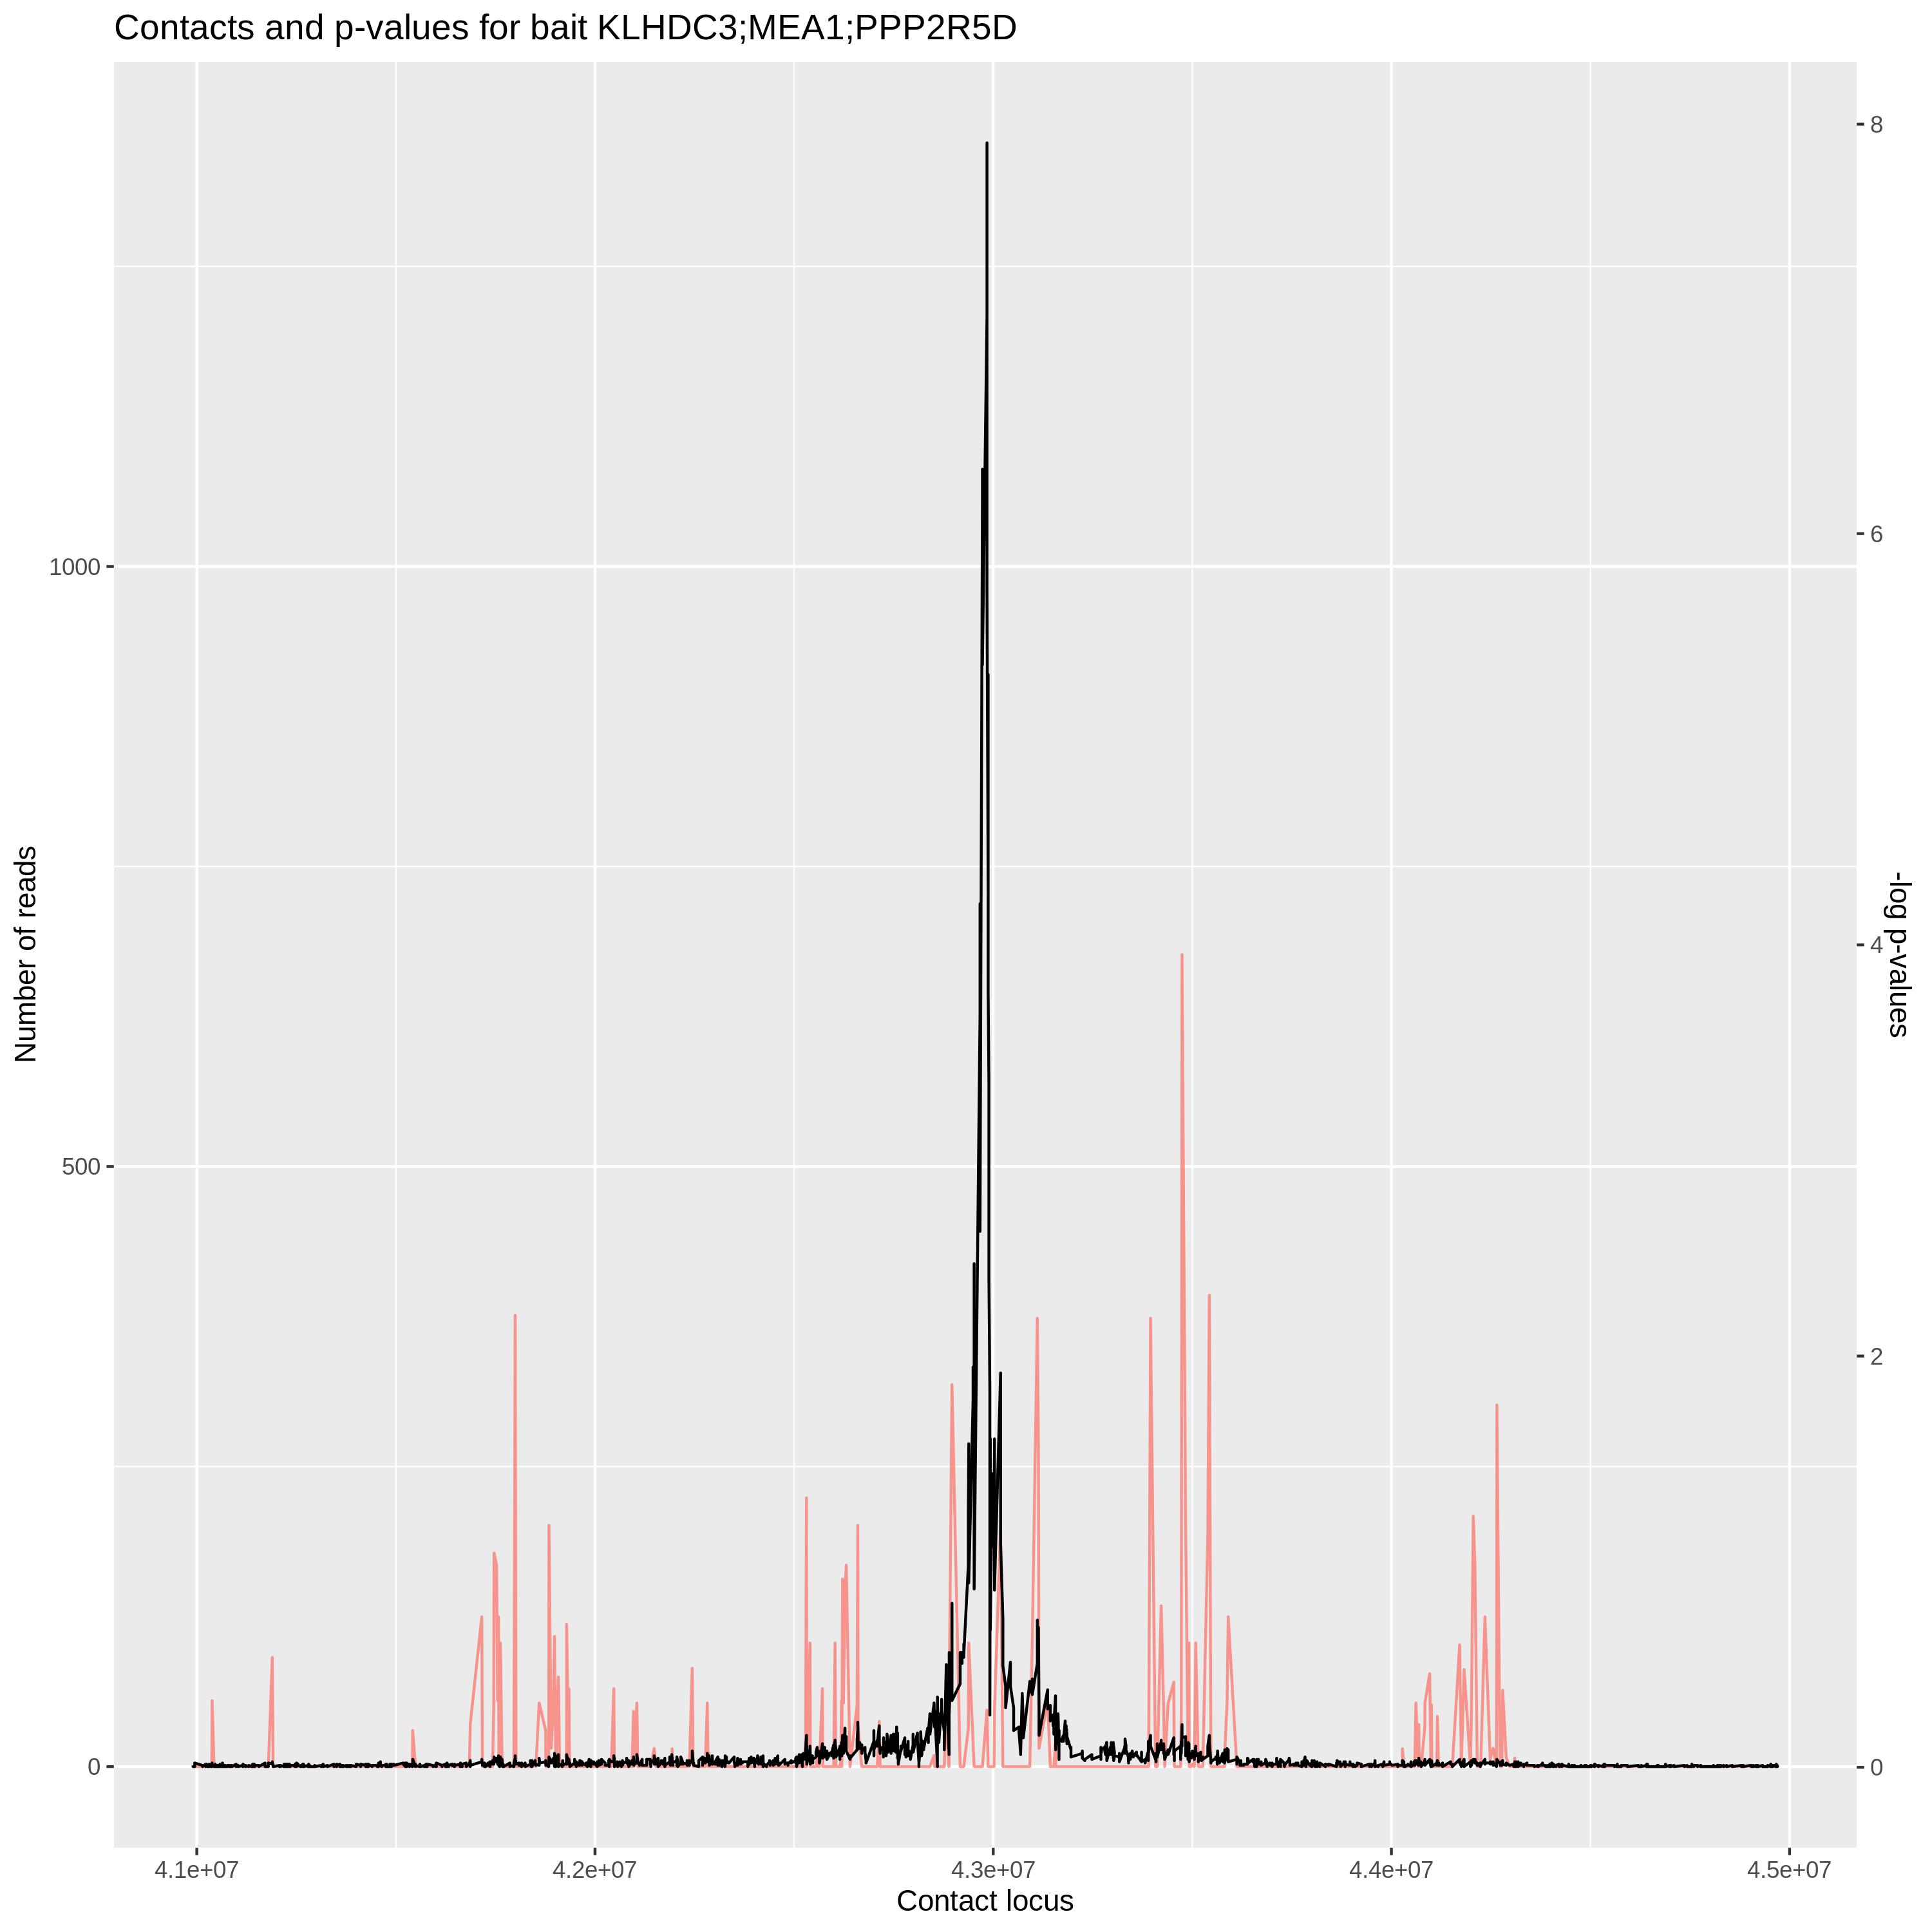 Contacts and p-values for bait KLHDC3;MEA1;PPP2R5D
Number of reads
1000
500
0
8
6
4
2
0
-log p-values
4.1e+07 4.2e+07 4.3e+07 4.4e+07 4.5e+07
Contact locus